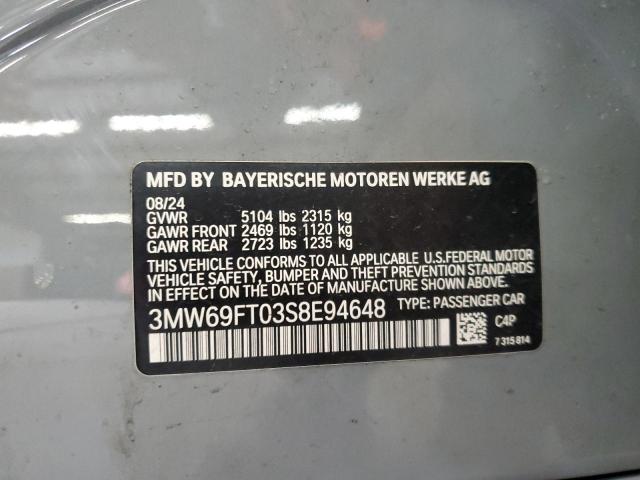 MFD BY BAYERISCHE MOTOREN WERKE AG
08/24
GVWR 5104 lbs 2315 kg
GAWR FRONT 2469 lbs 1120 kg
GAWR REAR 2723 lbs 1235 kg
THIS VEHICLE CONFORMS TO ALL APPLICABLE U.S.FEDERAL MOTOR
VEHICLE SAFETY, BUMPER AND THEFT PREVENTION STANDARDS
IN EFFECT ON THE DATE OF MANUFACTURE SHOWN ABOVE.
3MW69FT03S8E94648 TYPE: PASSENGER CAR
C4P
7 315 814